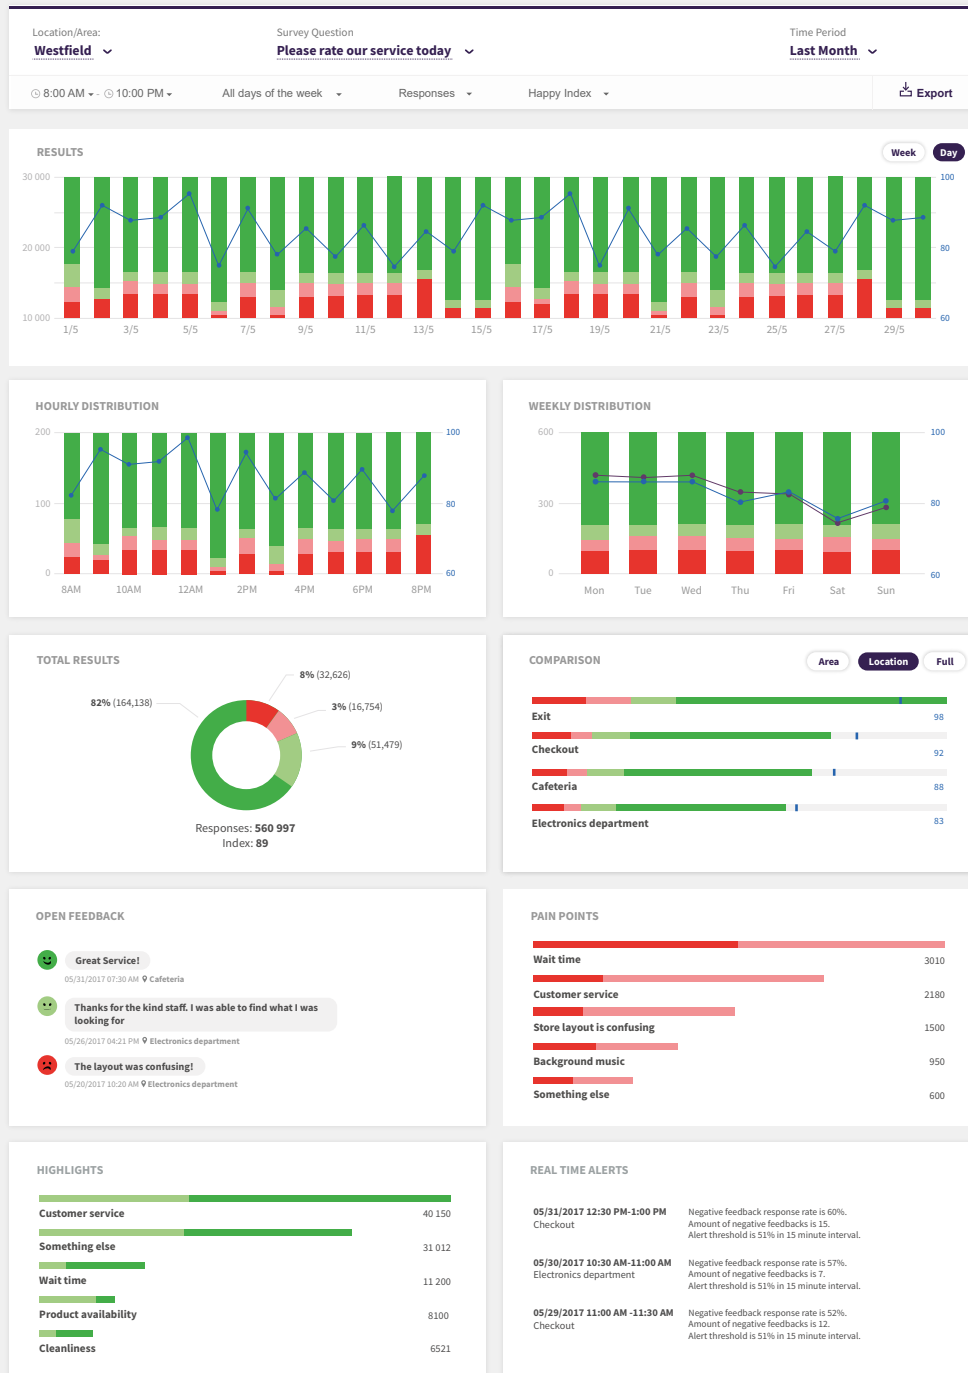 Location/Area:
Westfield
Survey Question
Please rate our service today
Time Period
Last Month
8:00 AM - 10:00 PM
All days of the week
Responses
Happy Index
Export
RESULTS
Week
Day
30 000
20 000
10 000
100
80
60
1/5 3/5 5/5 7/5 9/5 11/5 13/5 15/5 17/5 19/5 21/5 23/5 25/5 27/5 29/5
HOURLY DISTRIBUTION
200
100
0
100
80
60
8AM 10AM 12AM 2PM 4PM 6PM 8PM
WEEKLY DISTRIBUTION
600
300
0
100
80
60
Mon Tue Wed Thu Fri Sat Sun
TOTAL RESULTS
8% (32,626)
82% (164,138)
3% (16,754)
9% (51,479)
Responses: 560 997
Index: 89
COMPARISON
Area
Location
Full
Exit 98
Checkout 92
Cafeteria 88
Electronics department 83
OPEN FEEDBACK
Great Service!
05/31/2017 07:30 AM Cafeteria
Thanks for the kind staff. I was able to find what I was
looking for
05/26/2017 04:21 PM Electronics department
The layout was confusing!
05/20/2017 10:20 AM Electronics department
PAIN POINTS
Wait time 3010
Customer service 2180
Store layout is confusing 1500
Background music 950
Something else 600
HIGHLIGHTS
Customer service 40 150
Something else 31 012
Wait time 11 200
Product availability 8100
Cleanliness 6521
REAL TIME ALERTS
05/31/2017 12:30 PM-1:00 PM
Checkout
Negative feedback response rate is 60%.
Amount of negative feedbacks is 15.
Alert threshold is 51% in 15 minute interval.
05/30/2017 10:30 AM-11:00 AM
Electronics department
Negative feedback response rate is 57%.
Amount of negative feedbacks is 7.
Alert threshold is 51% in 15 minute interval.
05/29/2017 11:00 AM -11:30 AM
Checkout
Negative feedback response rate is 52%.
Amount of negative feedbacks is 12.
Alert threshold is 51% in 15 minute interval.